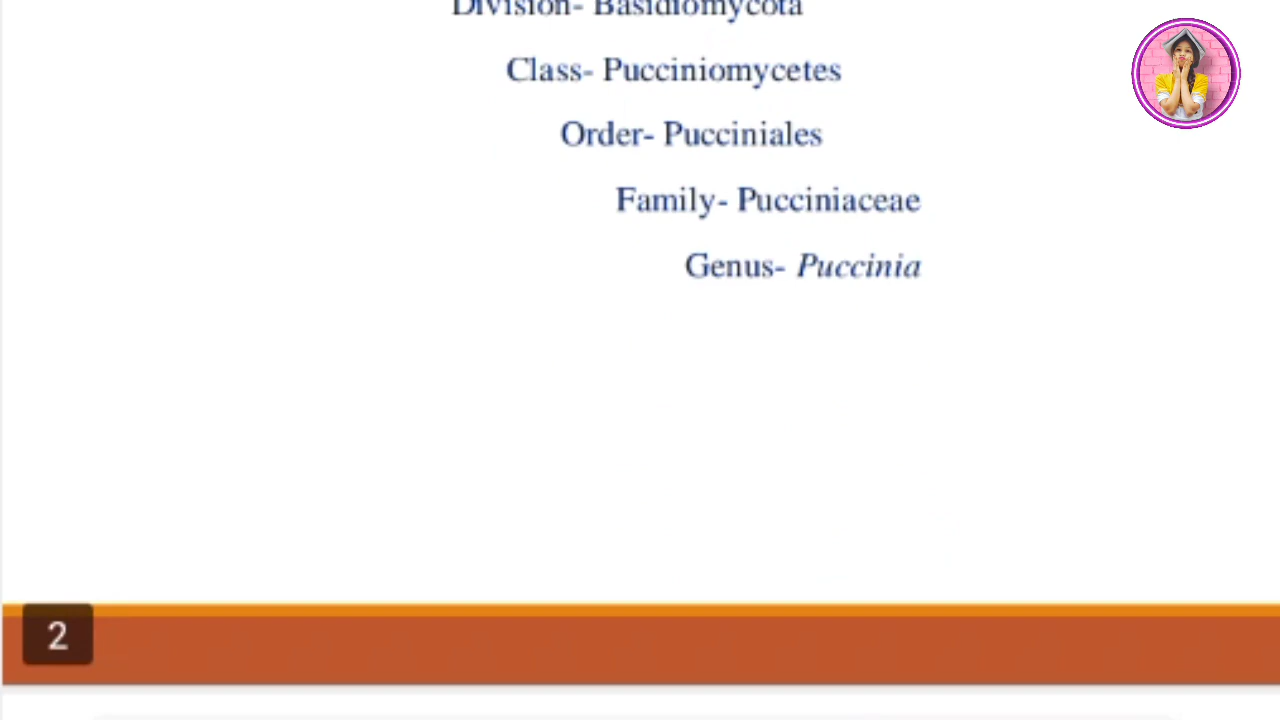 Division- Basidiomycota
Class- Pucciniomycetes
Order- Pucciniales
Family- Pucciniaceae
Genus- Puccinia
2